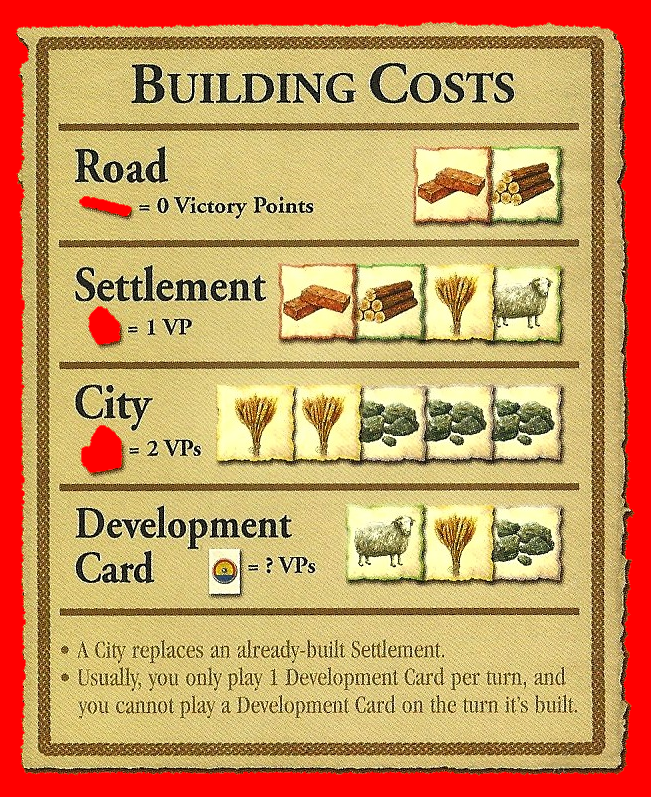 BUILDING COSTS
Road
= 0 Victory Points
Settlement
= 1 VP
City
= 2 VPs
Development
Card
= ? VPs
• A City replaces an already-built Settlement.
• Usually, you only play 1 Development Card per turn, and
you cannot play a Development Card on the turn it's built.